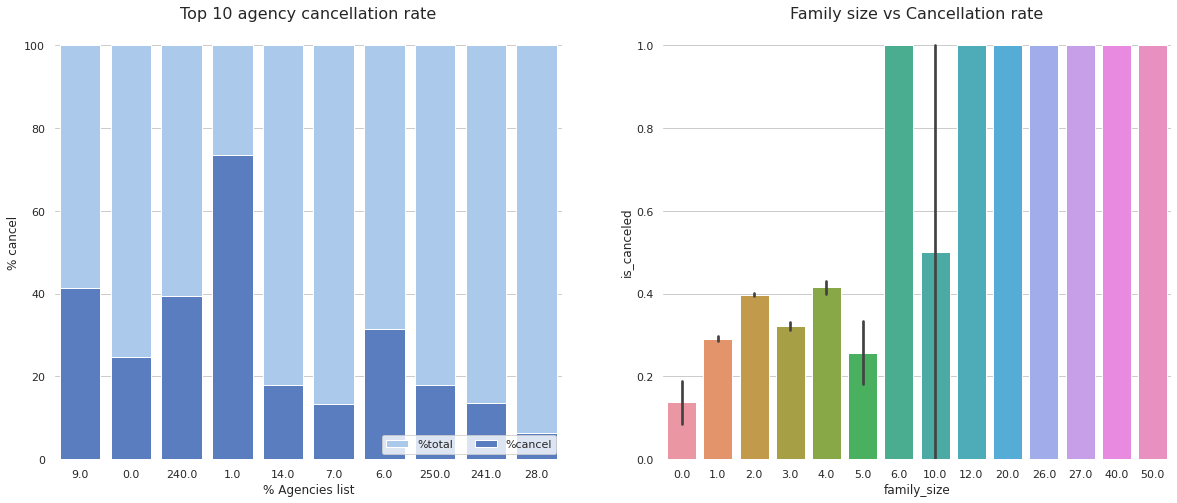 Top 10 agency cancellation rate
100
80
60
40
20
0
% cancel
9.0 0.0 240.0 1.0 14.0 7.0 6.0 250.0 241.0 28.0
% Agencies list
%total %cancel
Family size vs Cancellation rate
1.0
0.8
0.6
0.4
0.2
0.0
is_canceled
0.0 1.0 2.0 3.0 4.0 5.0 6.0 10.0 12.0 20.0 26.0 27.0 40.0 50.0
family_size